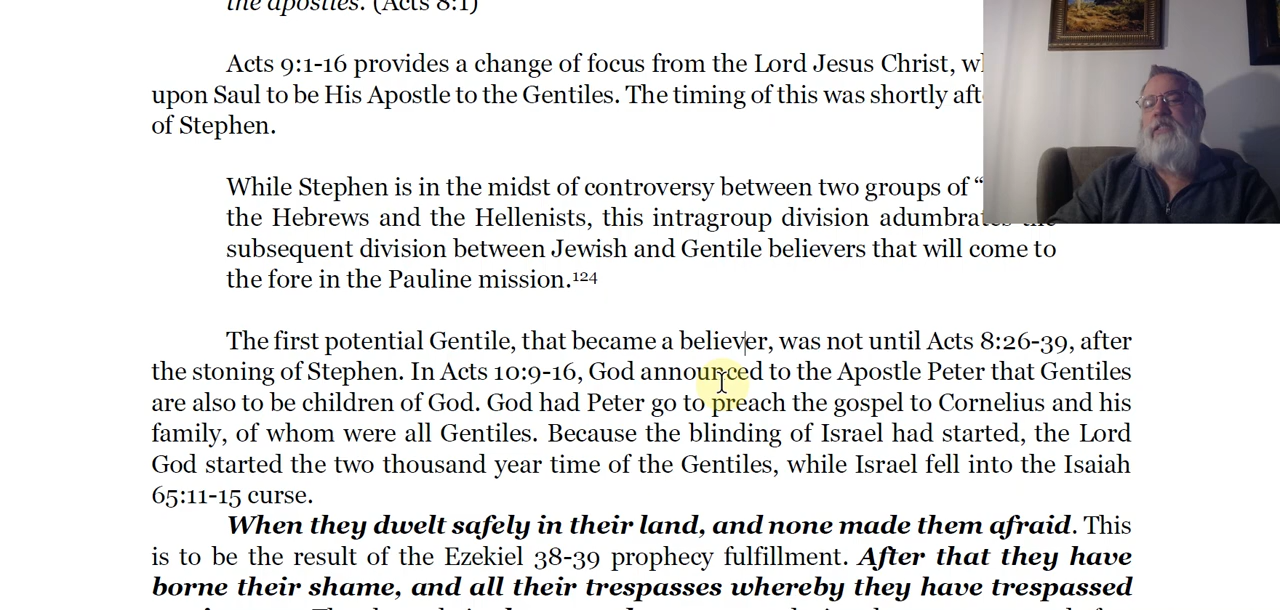 the apostles. (Acts 8:1)
Acts 9:1-16 provides a change of focus from the Lord Jesus Christ,
upon Saul to be His Apostle to the Gentiles. The timing of this was shortly
of Stephen.
While Stephen is in the midst of controversy between two groups of “
the Hebrews and the Hellenists, this intragroup division adumbrates the
subsequent division between Jewish and Gentile believers that will come to
the fore in the Pauline mission.¹²⁴
The first potential Gentile, that became a believer, was not until Acts 8:26-39, after
the stoning of Stephen. In Acts 10:9-16, God announced to the Apostle Peter that Gentiles
are also to be children of God. God had Peter go to preach the gospel to Cornelius and his
family, of whom were all Gentiles. Because the blinding of Israel had started, the Lord
God started the two thousand year time of the Gentiles, while Israel fell into the Isaiah
65:11-15 curse.
When they dwelt safely in their land, and none made them afraid. This
is to be the result of the Ezekiel 38-39 prophecy fulfillment. After that they have
borne their shame, and all their trespasses whereby they have trespassed